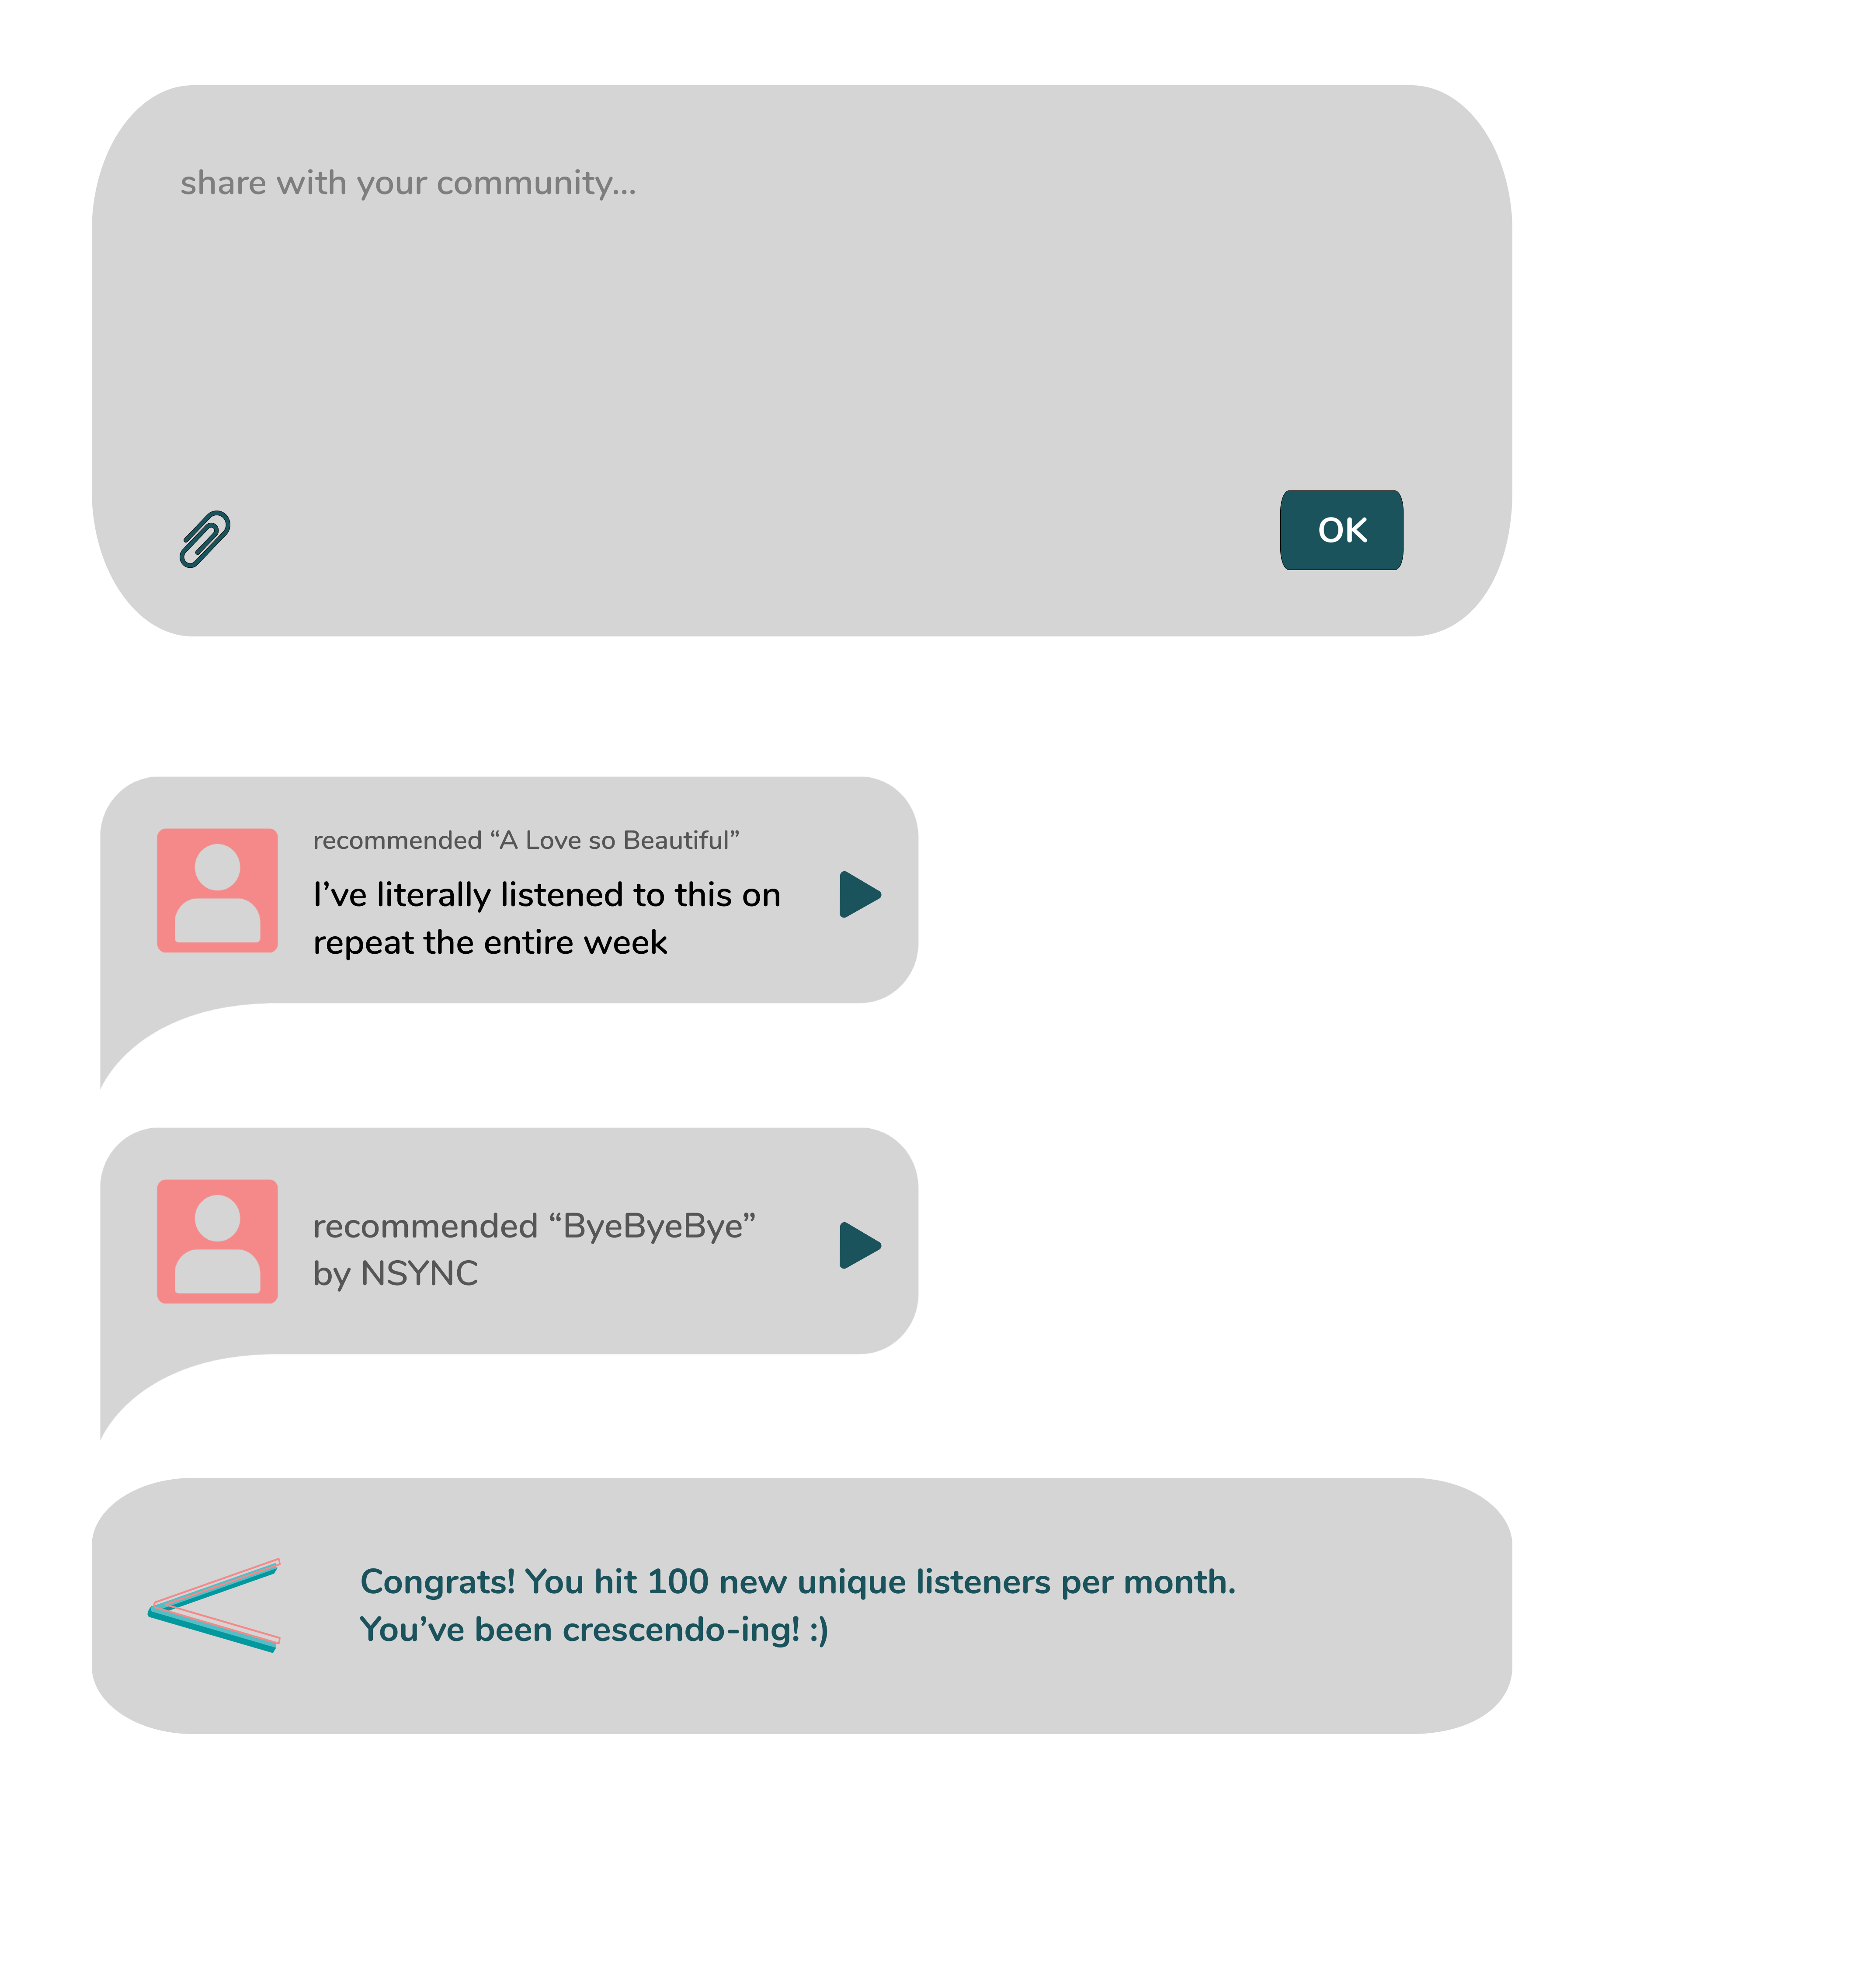 share with your community...
OK
recommended “A Love so Beautiful”
I’ve literally listened to this on
repeat the entire week
recommended “ByeByeBye”
by NSYNC
Congrats! You hit 100 new unique listeners per month.
You’ve been crescendo-ing! :)